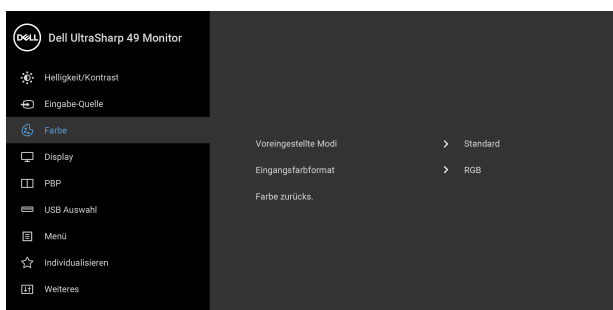 DELL Dell UltraSharp 49 Monitor
Helligkeit/Kontrast
Eingabe-Quelle
Farbe
Display
PBP
USB Auswahl
Menü
Individualisieren
Weiteres
Voreingestellte Modi > Standard
Eingangsfarbformat > RGB
Farbe zurücks.